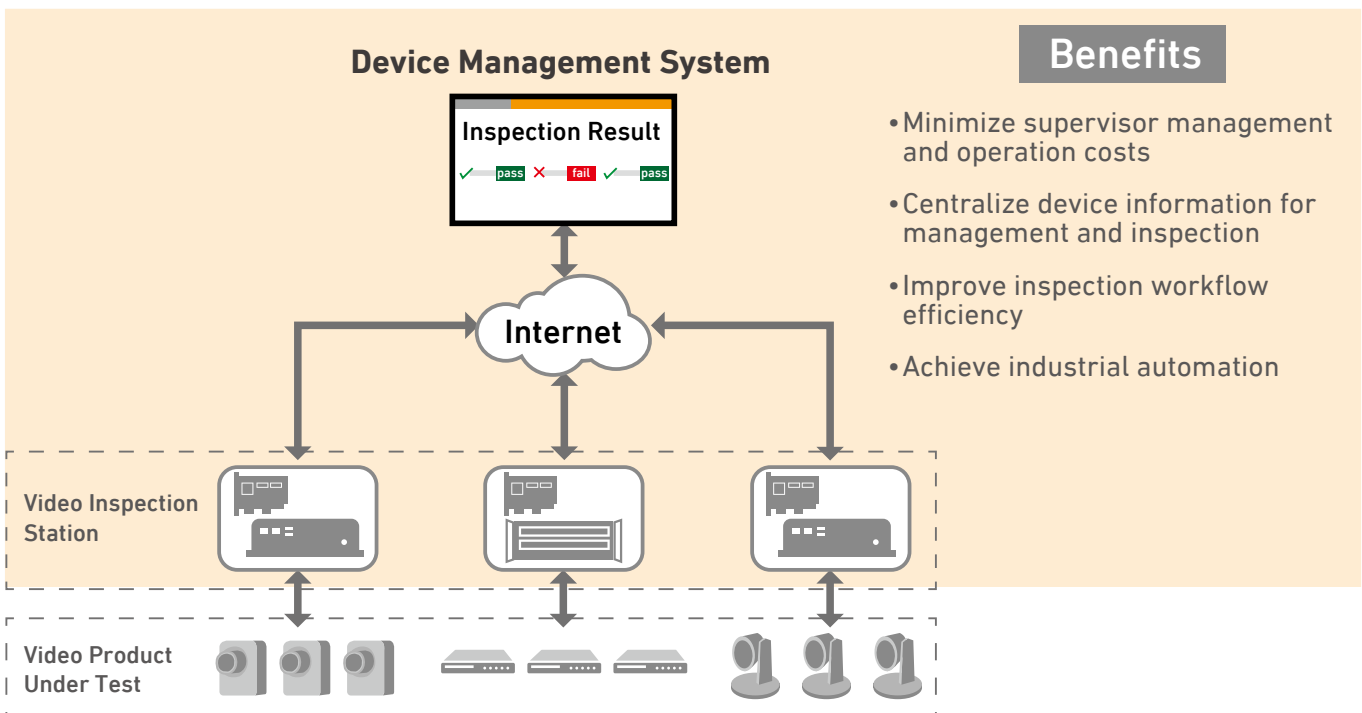 Device Management System
Inspection Result
pass fail pass
Internet
Video Inspection
Station
Video Product
Under Test
Benefits
•Minimize supervisor management
and operation costs
•Centralize device information for
management and inspection
•Improve inspection workflow
efficiency
•Achieve industrial automation